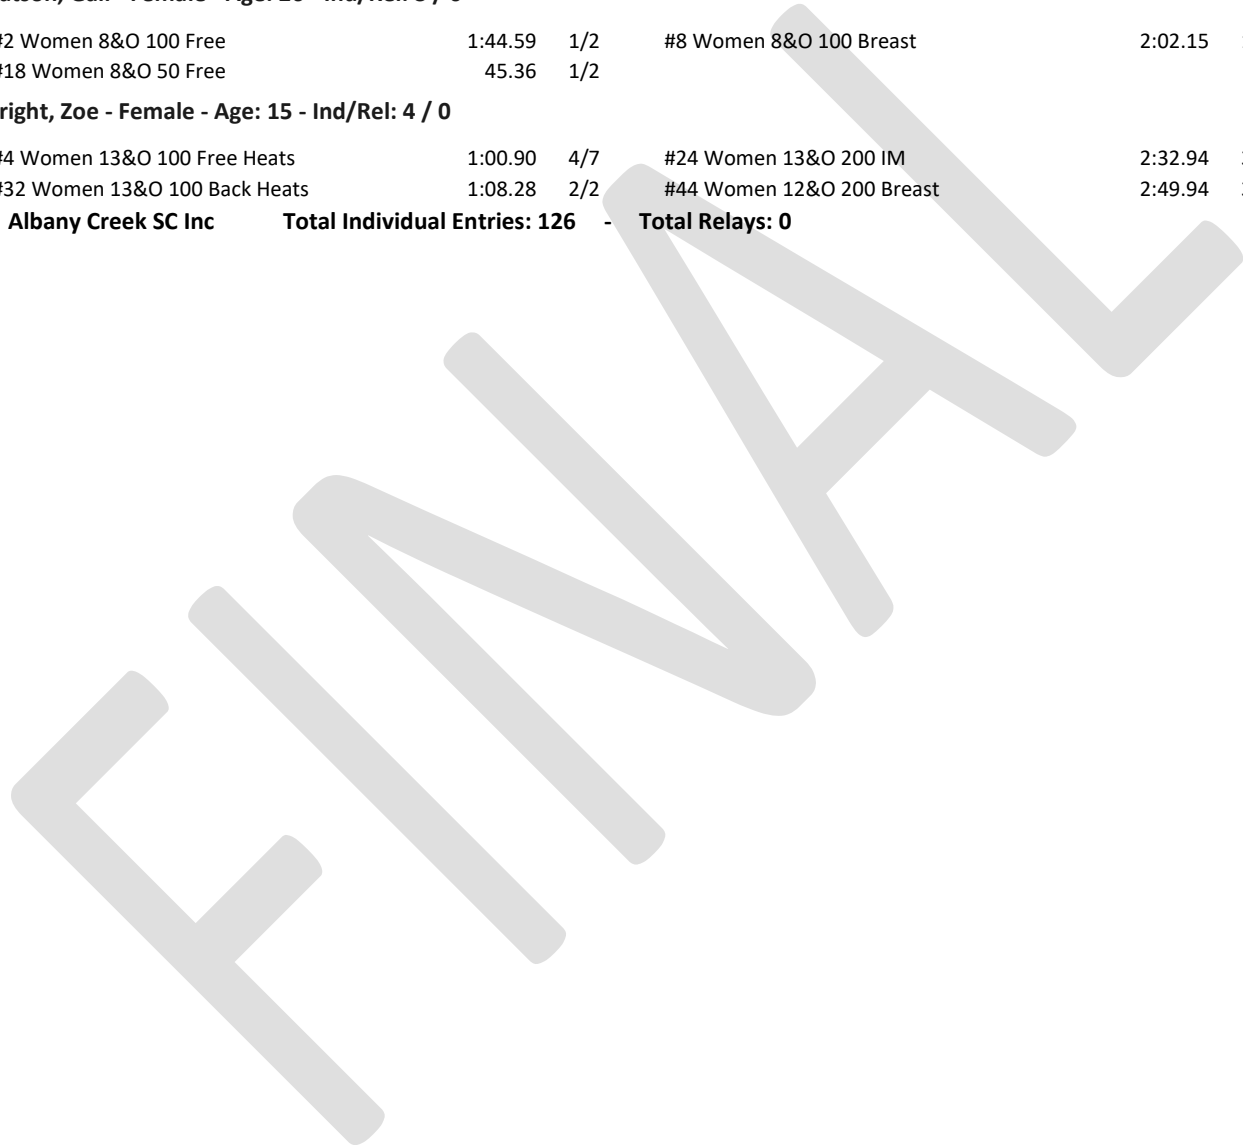 #2 Women 8&O 100 Free 1:44.59 1/2 #8 Women 8&O 100 Breast 2:02.15
#18 Women 8&O 50 Free 45.36 1/2
right, Zoe - Female - Age: 15 - Ind/Rel: 4 / 0
#4 Women 13&O 100 Free Heats 1:00.90 4/7 #24 Women 13&O 200 IM 2:32.94
#32 Women 13&O 100 Back Heats 1:08.28 2/2 #44 Women 12&O 200 Breast 2:49.94
Albany Creek SC Inc Total Individual Entries: 126 - Total Relays: 0
FINAL